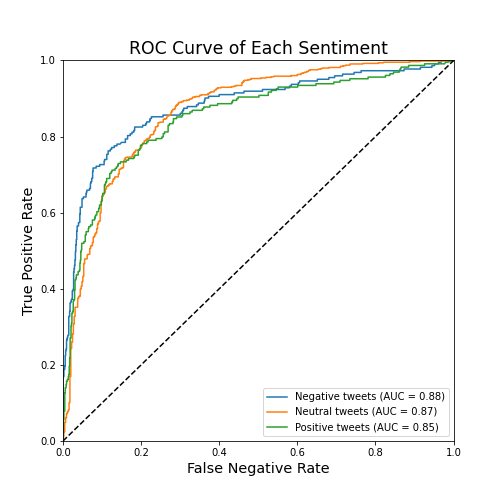 ROC Curve of Each Sentiment
1.0
0.8
0.6
0.4
0.2
0.0
True Positive Rate
0.0 0.2 0.4 0.6 0.8 1.0
False Negative Rate
Negative tweets (AUC = 0.88)
Neutral tweets (AUC = 0.87)
Positive tweets (AUC = 0.85)